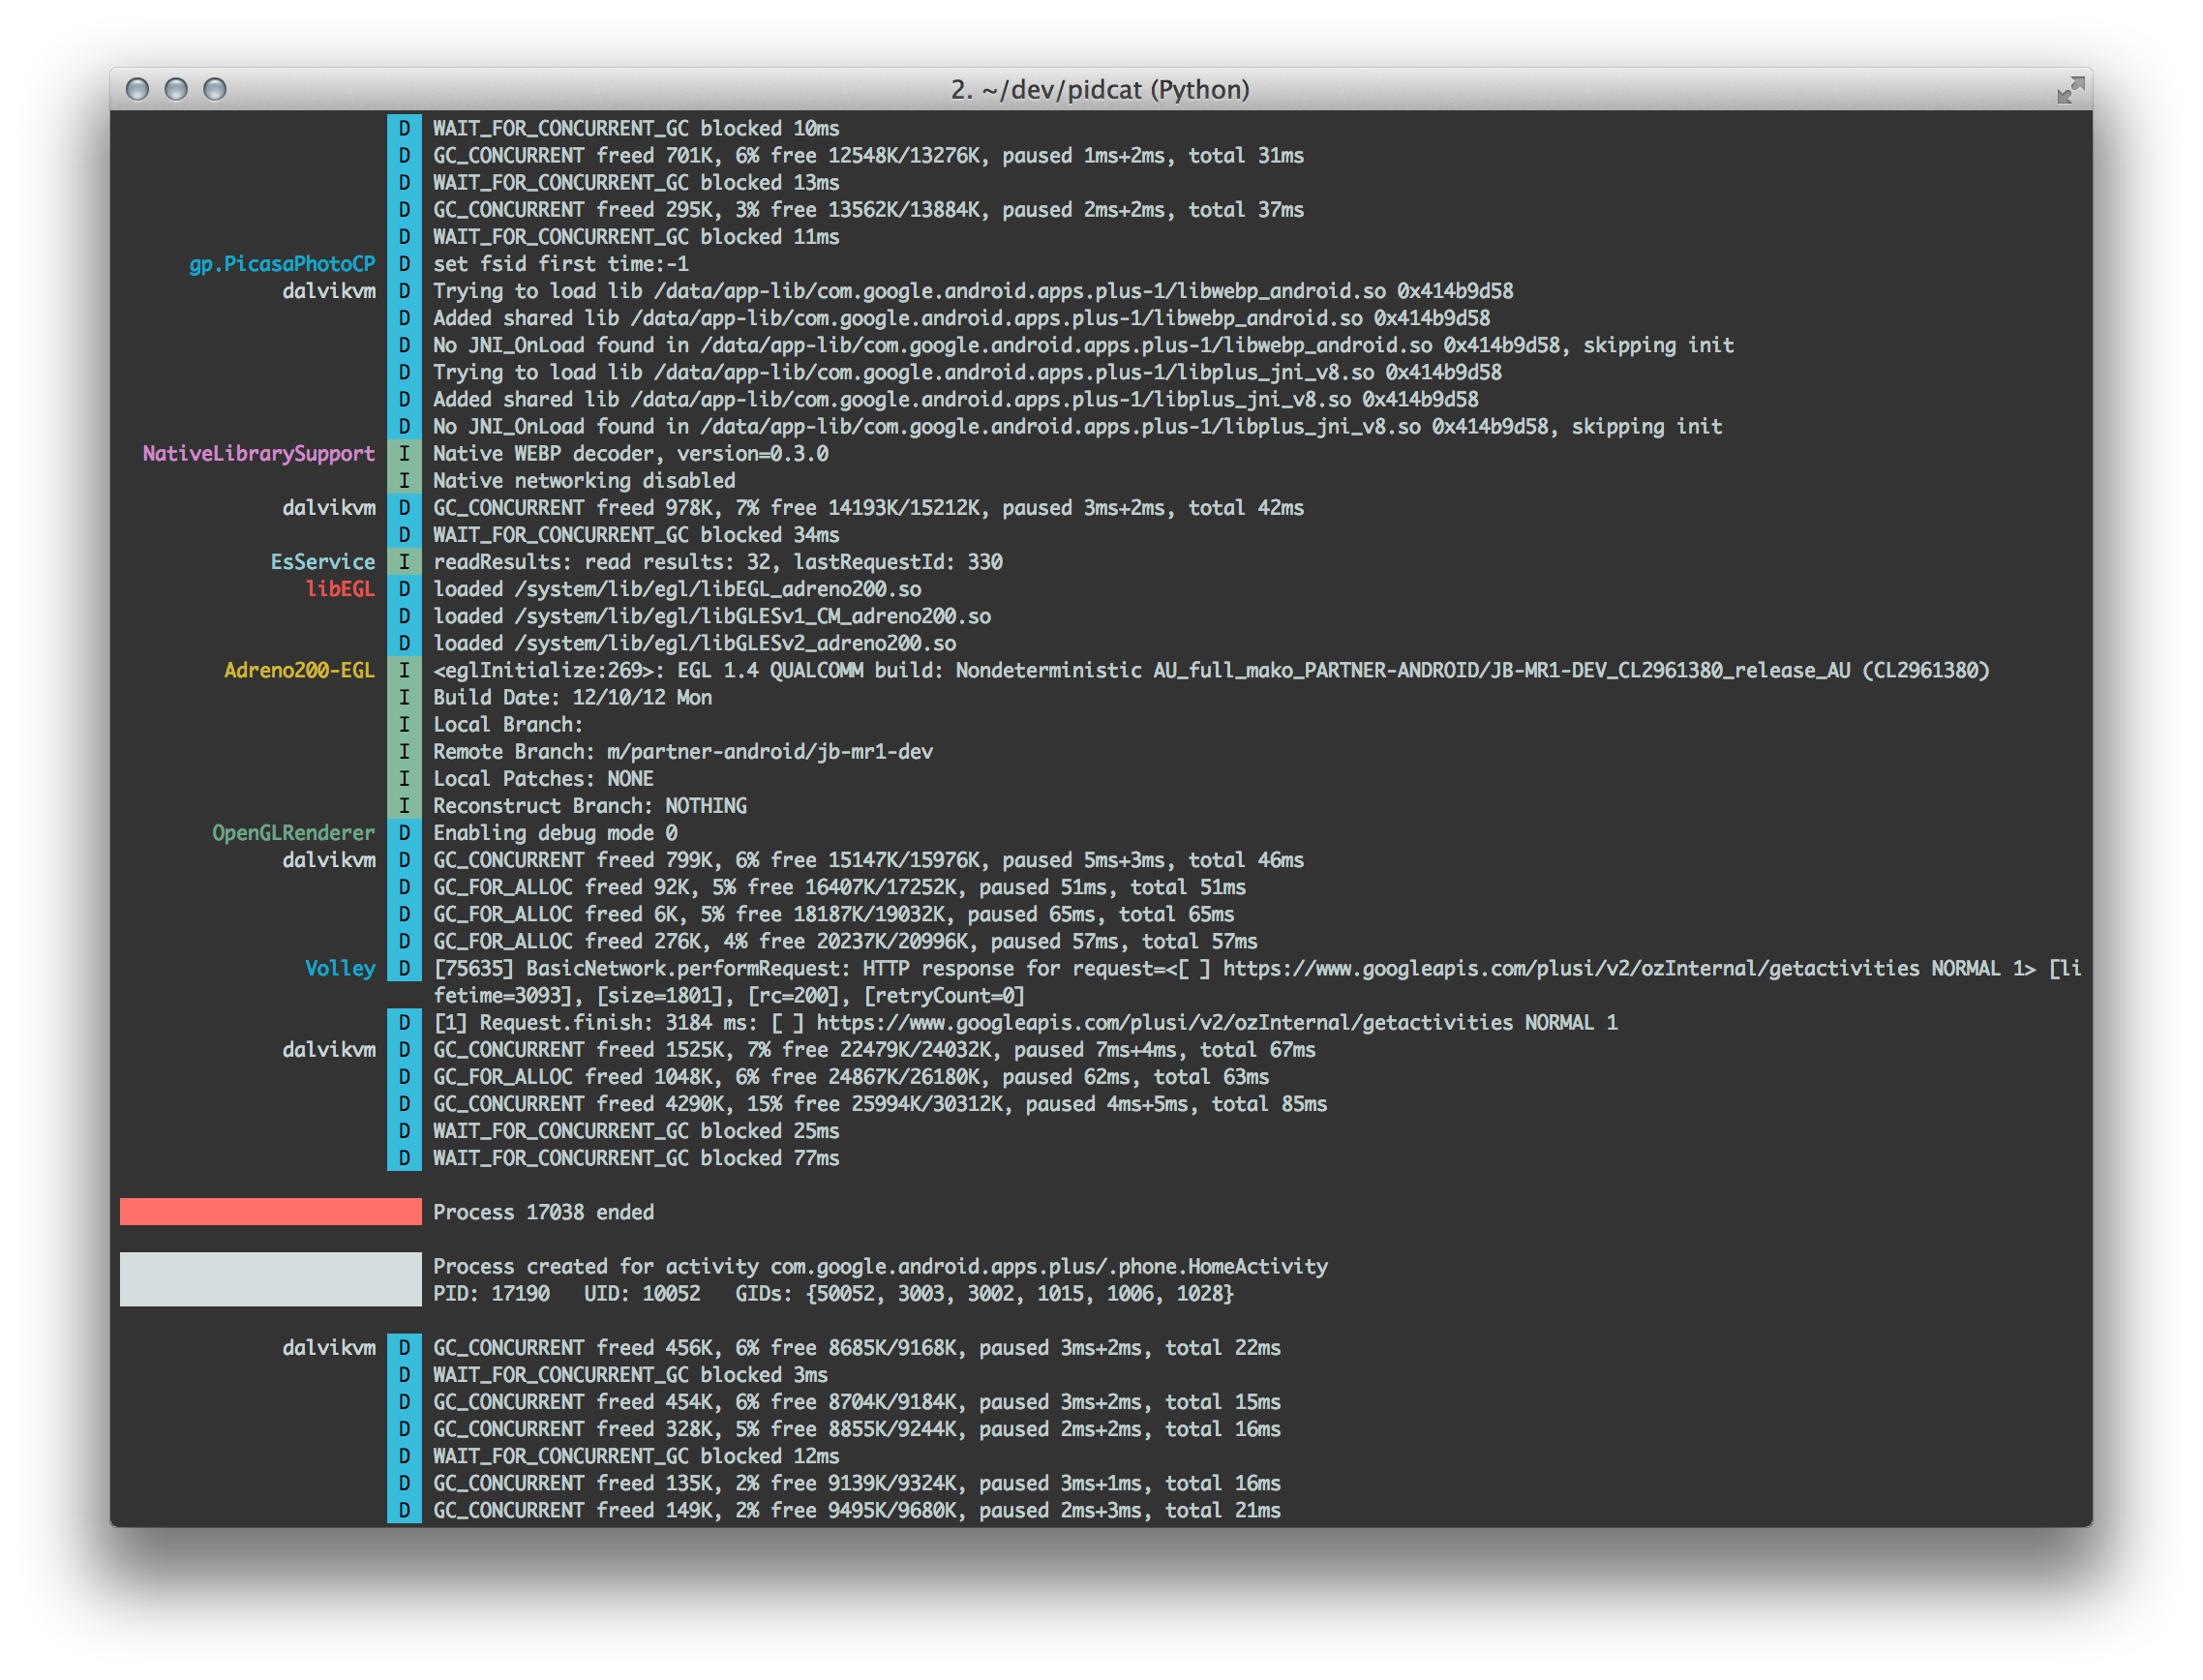 2. ~/dev/pidcat (Python)
D WAIT_FOR_CONCURRENT_GC blocked 10ms
D GC_CONCURRENT freed 701K, 6% free 12548K/13276K, paused 1ms+2ms, total 31ms
D WAIT_FOR_CONCURRENT_GC blocked 13ms
D GC_CONCURRENT freed 295K, 3% free 13562K/13884K, paused 2ms+2ms, total 37ms
D WAIT_FOR_CONCURRENT_GC blocked 11ms
gp.PicasaPhotoCP D set fsid first time:-1
dalvikvm D Trying to load lib /data/app-lib/com.google.android.apps.plus-1/libwebp_android.so 0x414b9d58
D Added shared lib /data/app-lib/com.google.android.apps.plus-1/libwebp_android.so 0x414b9d58
D No JNI_OnLoad found in /data/app-lib/com.google.android.apps.plus-1/libwebp_android.so 0x414b9d58, skipping init
D Trying to load lib /data/app-lib/com.google.android.apps.plus-1/libplus_jni_v8.so 0x414b9d58
D Added shared lib /data/app-lib/com.google.android.apps.plus-1/libplus_jni_v8.so 0x414b9d58
D No JNI_OnLoad found in /data/app-lib/com.google.android.apps.plus-1/libplus_jni_v8.so 0x414b9d58, skipping init
NativeLibrarySupport I Native WEBP decoder, version=0.3.0
I Native networking disabled
dalvikvm D GC_CONCURRENT freed 978K, 7% free 14193K/15212K, paused 3ms+2ms, total 42ms
D WAIT_FOR_CONCURRENT_GC blocked 34ms
EsService I readResults: read results: 32, lastRequestId: 330
libEGL D loaded /system/lib/egl/libEGL_adreno200.so
D loaded /system/lib/egl/libGLESv1_CM_adreno200.so
D loaded /system/lib/egl/libGLESv2_adreno200.so
Adreno200-EGL I <eglInitialize:269>: EGL 1.4 QUALCOMM build: Nondeterministic AU_full_mako_PARTNER-ANDROID/JB-MR1-DEV_CL2961380_release_AU (CL2961380)
I Build Date: 12/10/12 Mon
I Local Branch:
I Remote Branch: m/partner-android/jb-mr1-dev
I Local Patches: NONE
I Reconstruct Branch: NOTHING
OpenGLRenderer D Enabling debug mode 0
dalvikvm D GC_CONCURRENT freed 799K, 6% free 15147K/15976K, paused 5ms+3ms, total 46ms
D GC_FOR_ALLOC freed 92K, 5% free 16407K/17252K, paused 51ms, total 51ms
D GC_FOR_ALLOC freed 6K, 5% free 18187K/19032K, paused 65ms, total 65ms
D GC_FOR_ALLOC freed 276K, 4% free 20237K/20996K, paused 57ms, total 57ms
Volley D [75635] BasicNetwork.performRequest: HTTP response for request=<[ ] https://www.googleapis.com/plusi/v2/ozInternal/getactivities NORMAL 1> [li
fetime=3093], [size=1801], [rc=200], [retryCount=0]
D [1] Request.finish: 3184 ms: [ ] https://www.googleapis.com/plusi/v2/ozInternal/getactivities NORMAL 1
dalvikvm D GC_CONCURRENT freed 1525K, 7% free 22479K/24032K, paused 7ms+4ms, total 67ms
D GC_FOR_ALLOC freed 1048K, 6% free 24867K/26180K, paused 62ms, total 63ms
D GC_CONCURRENT freed 4290K, 15% free 25994K/30312K, paused 4ms+5ms, total 85ms
D WAIT_FOR_CONCURRENT_GC blocked 25ms
D WAIT_FOR_CONCURRENT_GC blocked 77ms
Process 17038 ended
Process created for activity com.google.android.apps.plus/.phone.HomeActivity
PID: 17190 UID: 10052 GIDs: {50052, 3003, 3002, 1015, 1006, 1028}
dalvikvm D GC_CONCURRENT freed 456K, 6% free 8685K/9168K, paused 3ms+2ms, total 22ms
D WAIT_FOR_CONCURRENT_GC blocked 3ms
D GC_CONCURRENT freed 454K, 6% free 8704K/9184K, paused 3ms+2ms, total 15ms
D GC_CONCURRENT freed 328K, 5% free 8855K/9244K, paused 2ms+2ms, total 16ms
D WAIT_FOR_CONCURRENT_GC blocked 12ms
D GC_CONCURRENT freed 135K, 2% free 9139K/9324K, paused 3ms+1ms, total 16ms
D GC_CONCURRENT freed 149K, 2% free 9495K/9680K, paused 2ms+3ms, total 21ms